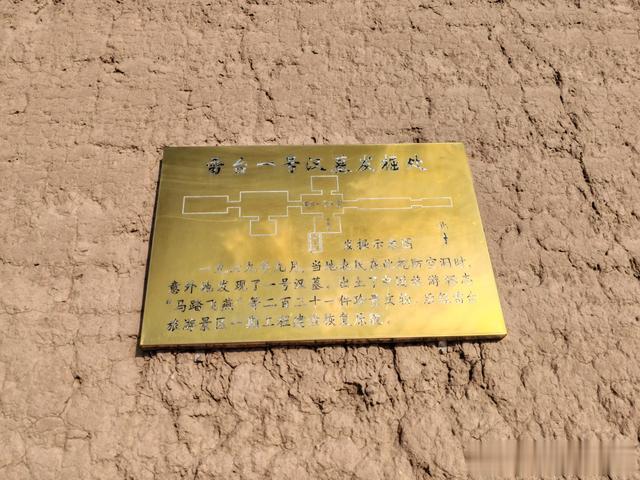 雷台一号汉墓发掘处
发掘示意图
一九六九年九月，当地农民在此挖防空洞时，
意外地发现了一号汉墓。出土了中国旅游标志
“马踏飞燕”等二百三十一件珍贵文物。
旅游景区一期工程建设恢复原貌。